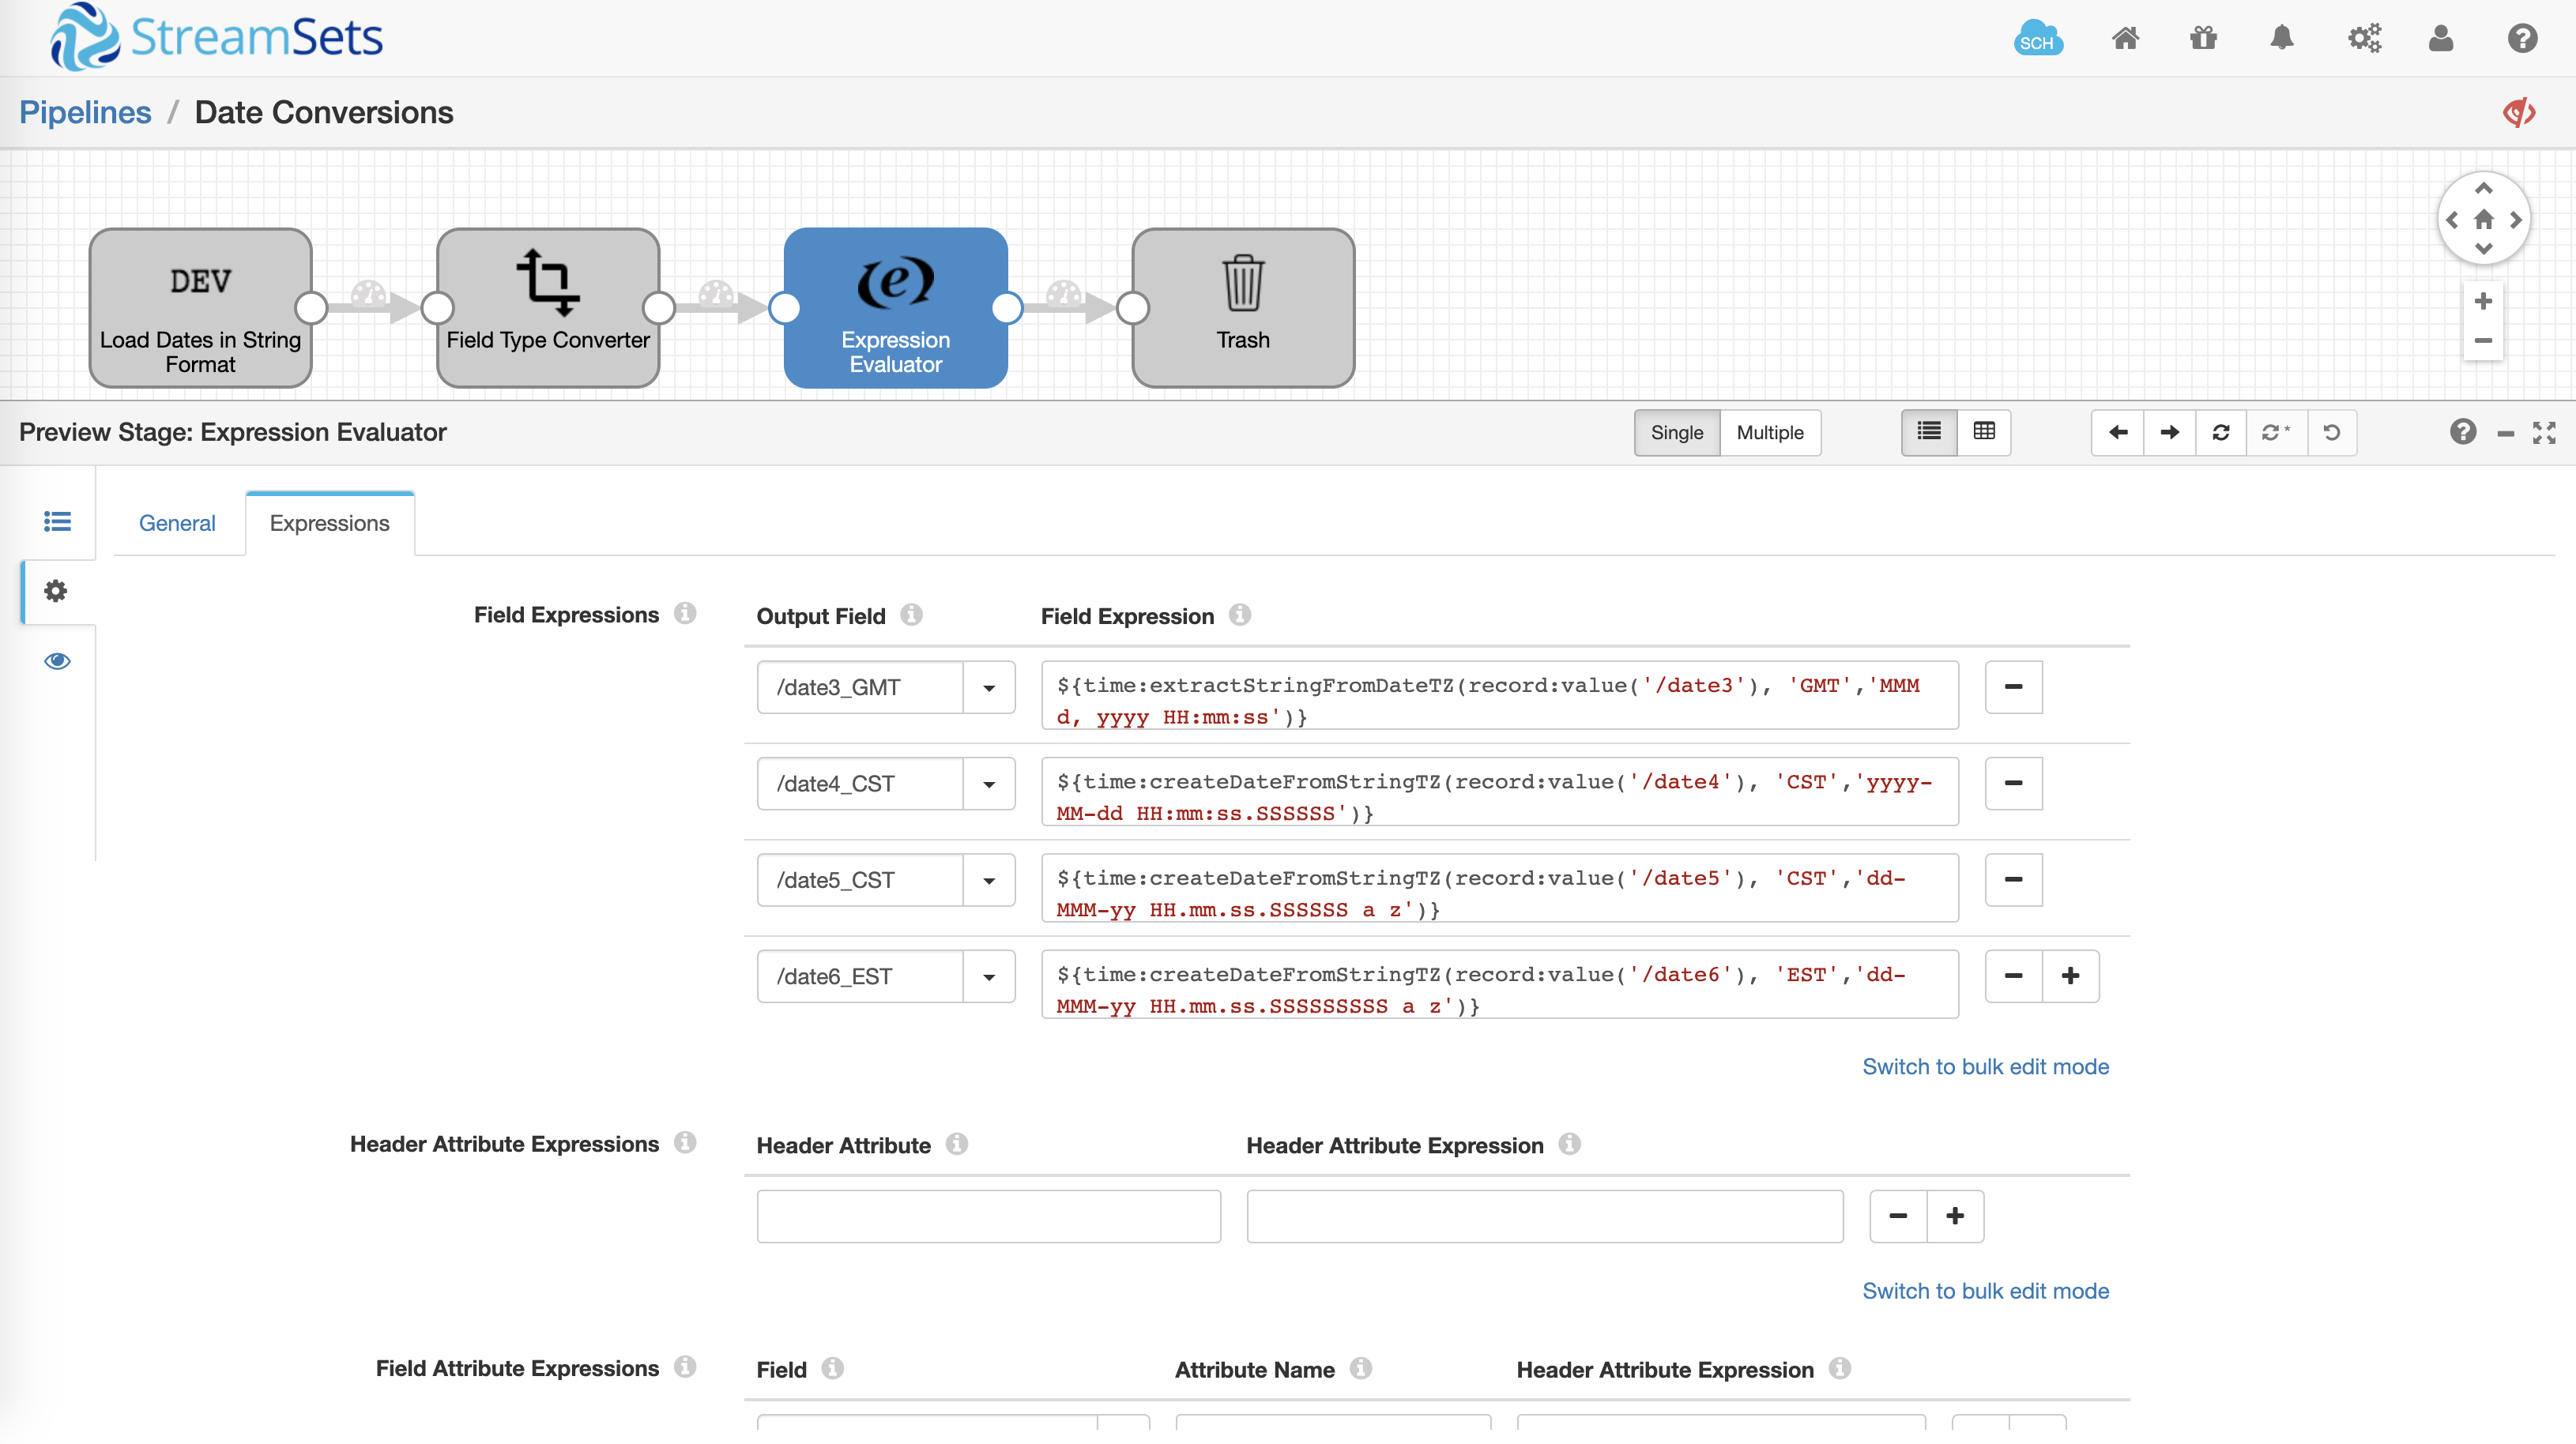 StreamSets
SCH
Pipelines / Date Conversions
DEV
Load Dates in String
Format
Field Type Converter
(e)
Expression
Evaluator
Trash
Preview Stage: Expression Evaluator
Single
Multiple
General
Expressions
Field Expressions
Output Field
Field Expression
/date3_GMT
${time:extractStringFromDateTZ(record:value('/date3'), 'GMT','MMM
d, yyyy HH:mm:ss')}
/date4_CST
${time:createDateFromStringTZ(record:value('/date4'), 'CST','yyyy-
MM-dd HH:mm:ss.SSSSSS')}
/date5_CST
${time:createDateFromStringTZ(record:value('/date5'), 'CST','dd-
MMM-yy HH.mm.ss.SSSSSS a z')}
/date6_EST
${time:createDateFromStringTZ(record:value('/date6'), 'EST','dd-
MMM-yy HH.mm.ss.SSSSSSSSS a z')}
Switch to bulk edit mode
Header Attribute Expressions
Header Attribute
Header Attribute Expression
Switch to bulk edit mode
Field Attribute Expressions
Field
Attribute Name
Header Attribute Expression